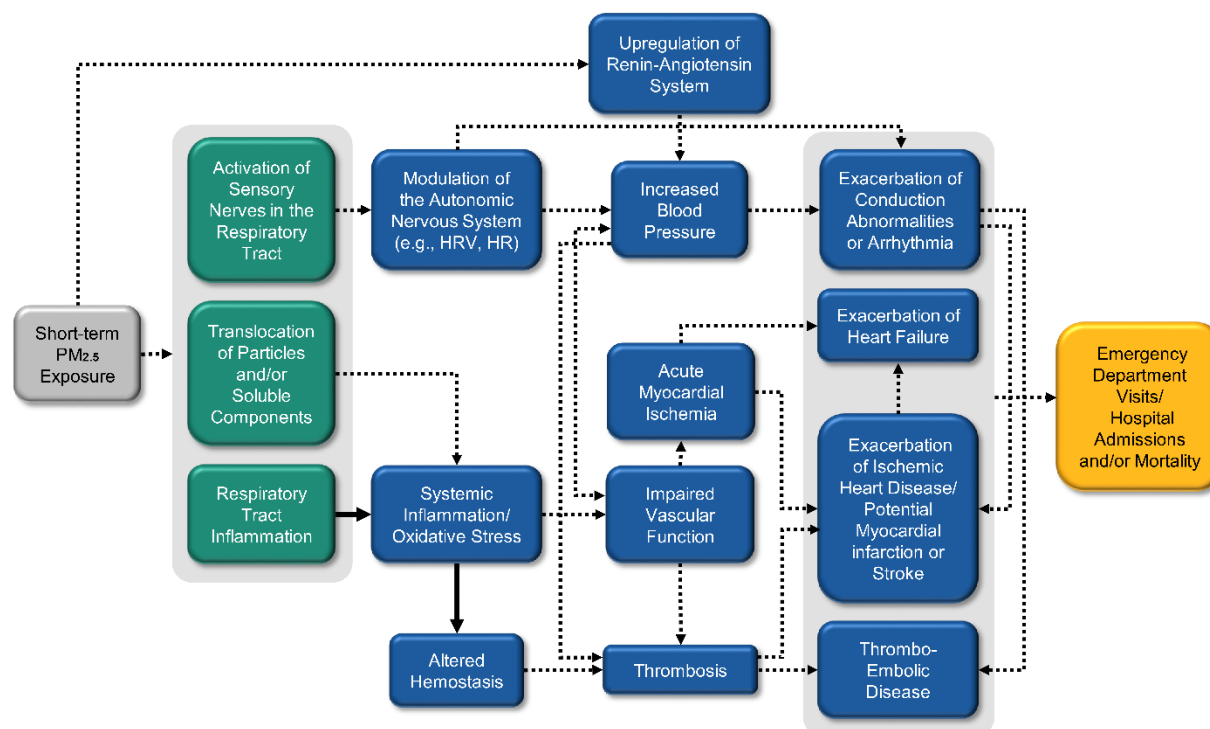 Upregulation of
Renin-Angiotensin
System
Activation of
Sensory
Nerves in the
Respiratory
Tract
Modulation of
the Autonomic
Nervous System
(e.g., HRV, HR)
Increased
Blood
Pressure
Exacerbation of
Conduction
Abnormalities
or Arrhythmia
Short-term
PM2.5
Exposure
Translocation
of Particles
and/or
Soluble
Components
Acute
Myocardial
Ischemia
Exacerbation of
Heart Failure
Emergency
Department
Visits/
Hospital
Admissions
and/or Mortality
Respiratory
Tract
Inflammation
Systemic
Inflammation/
Oxidative Stress
Impaired
Vascular
Function
Exacerbation
of Ischemic
Heart Disease/
Potential
Myocardial
infarction or
Stroke
Altered
Hemostasis
Thrombosis
Thrombo-
Embolic
Disease